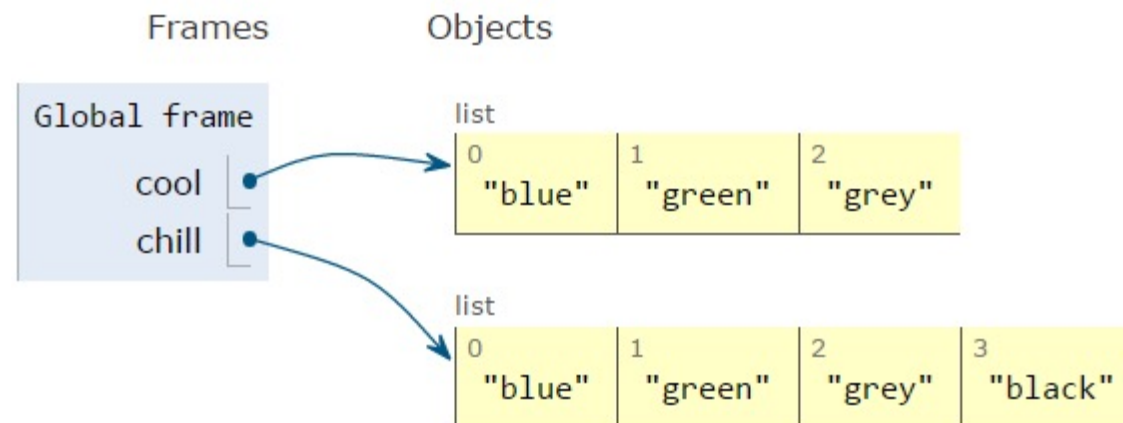 Frames Objects
Global frame
cool
chill
list
0 1 2
"blue" "green" "grey"
list
0 1 2 3
"blue" "green" "grey" "black"